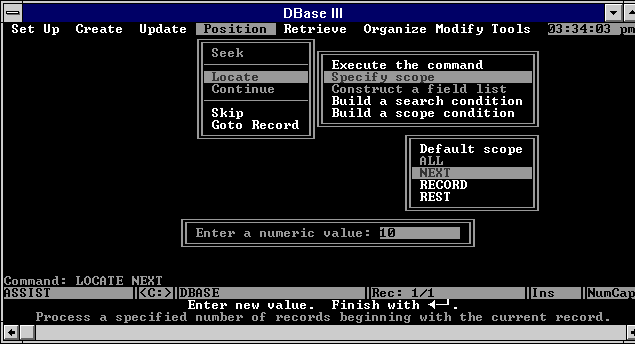 DBase III
Set Up Create Update Position Retrieve Organize Modify Tools 03:34:03 pm
Seek
Locate
Continue
Skip
Goto Record
Execute the command
Specify scope
Construct a field list
Build a search condition
Build a scope condition
Default scope
ALL
NEXT
RECORD
REST
Enter a numeric value: 10
Command: LOCATE NEXT
ASSIST <C:> DBASE Rec: 1/1 Ins NumCap
Enter new value. Finish with ◄─┘.
Process a specified number of records beginning with the current record.